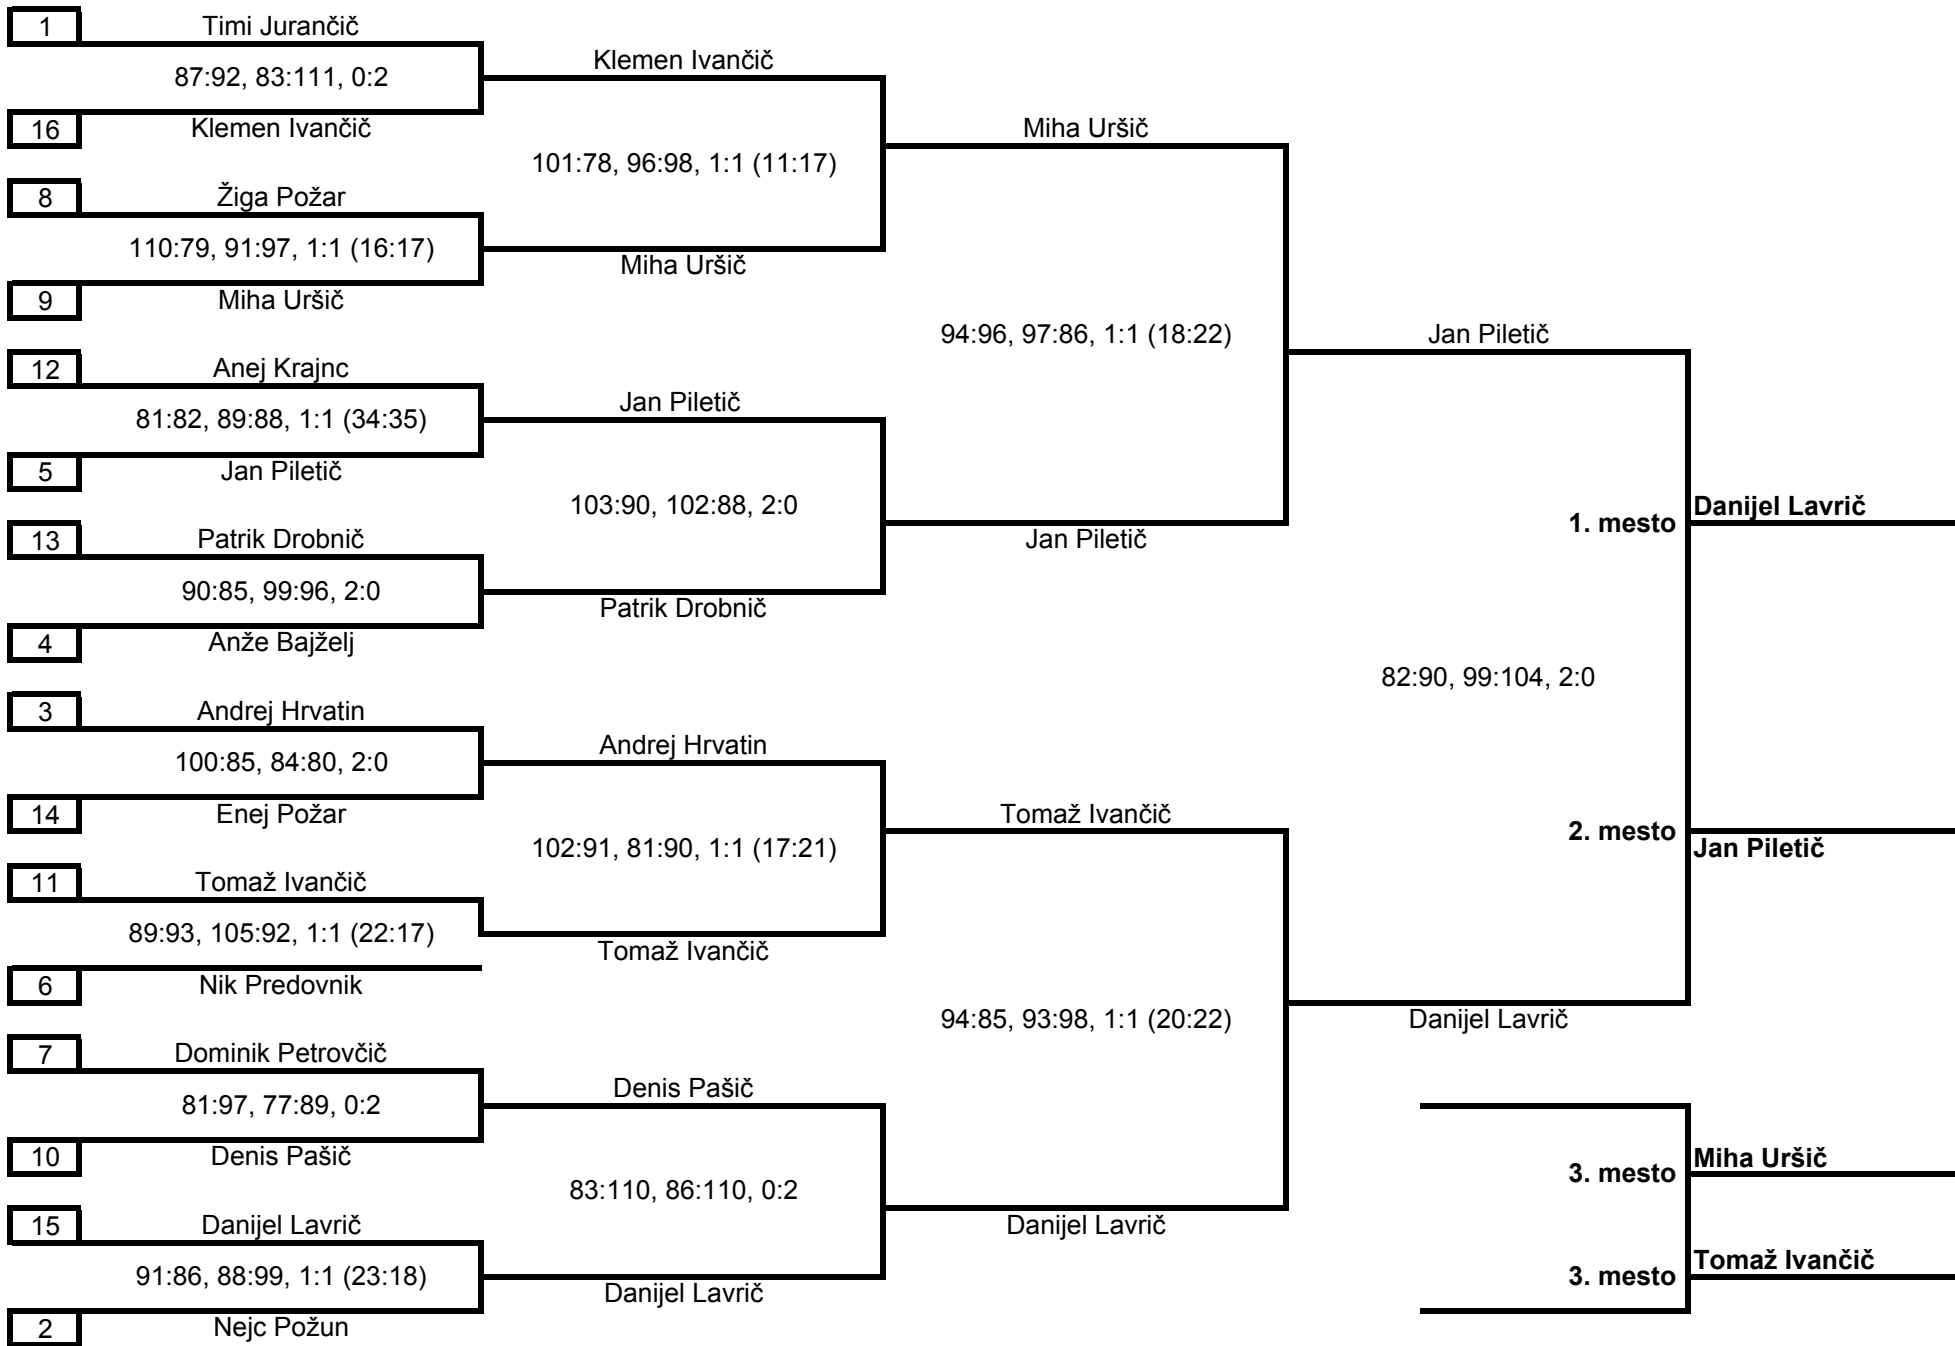 1 Timi Jurančič
87:92, 83:111, 0:2
16 Klemen Ivančič
8 Žiga Požar
110:79, 91:97, 1:1 (16:17)
9 Miha Uršič
12 Anej Krajnc
81:82, 89:88, 1:1 (34:35)
5 Jan Piletič
13 Patrik Drobnič
90:85, 99:96, 2:0
4 Anže Bajželj
3 Andrej Hrvatin
100:85, 84:80, 2:0
14 Enej Požar
11 Tomaž Ivančič
89:93, 105:92, 1:1 (22:17)
6 Nik Predovnik
7 Dominik Petrovčič
81:97, 77:89, 0:2
10 Denis Pašič
15 Danijel Lavrič
91:86, 88:99, 1:1 (23:18)
2 Nejc Požun
Klemen Ivančič
101:78, 96:98, 1:1 (11:17)
Miha Uršič
Jan Piletič
103:90, 102:88, 2:0
Patrik Drobnič
Andrej Hrvatin
102:91, 81:90, 1:1 (17:21)
Tomaž Ivančič
Denis Pašič
83:110, 86:110, 0:2
Danijel Lavrič
Miha Uršič
94:96, 97:86, 1:1 (18:22)
Jan Piletič
Tomaž Ivančič
94:85, 93:98, 1:1 (20:22)
Danijel Lavrič
Jan Piletič
82:90, 99:104, 2:0
Danijel Lavrič
1. mesto Danijel Lavrič
2. mesto Jan Piletič
3. mesto Miha Uršič
3. mesto Tomaž Ivančič